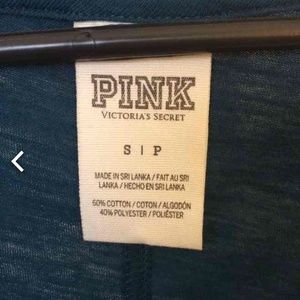 PINK
VICTORIA'S SECRET
S | P
MADE IN SRI LANKA / FAIT AU SRI
LANKA / HECHO EN SRI LANKA
60% COTTON / COTON / ALGODÓN
40% POLYESTER / POLIÉSTER